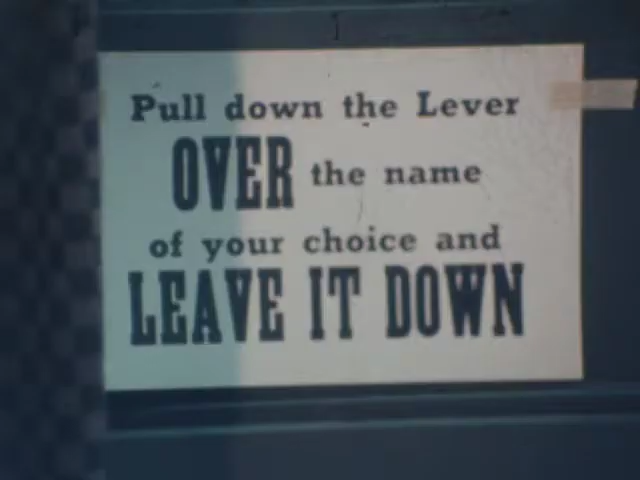 Pull down the Lever
OVER the name
of your choice and
LEAVE IT DOWN